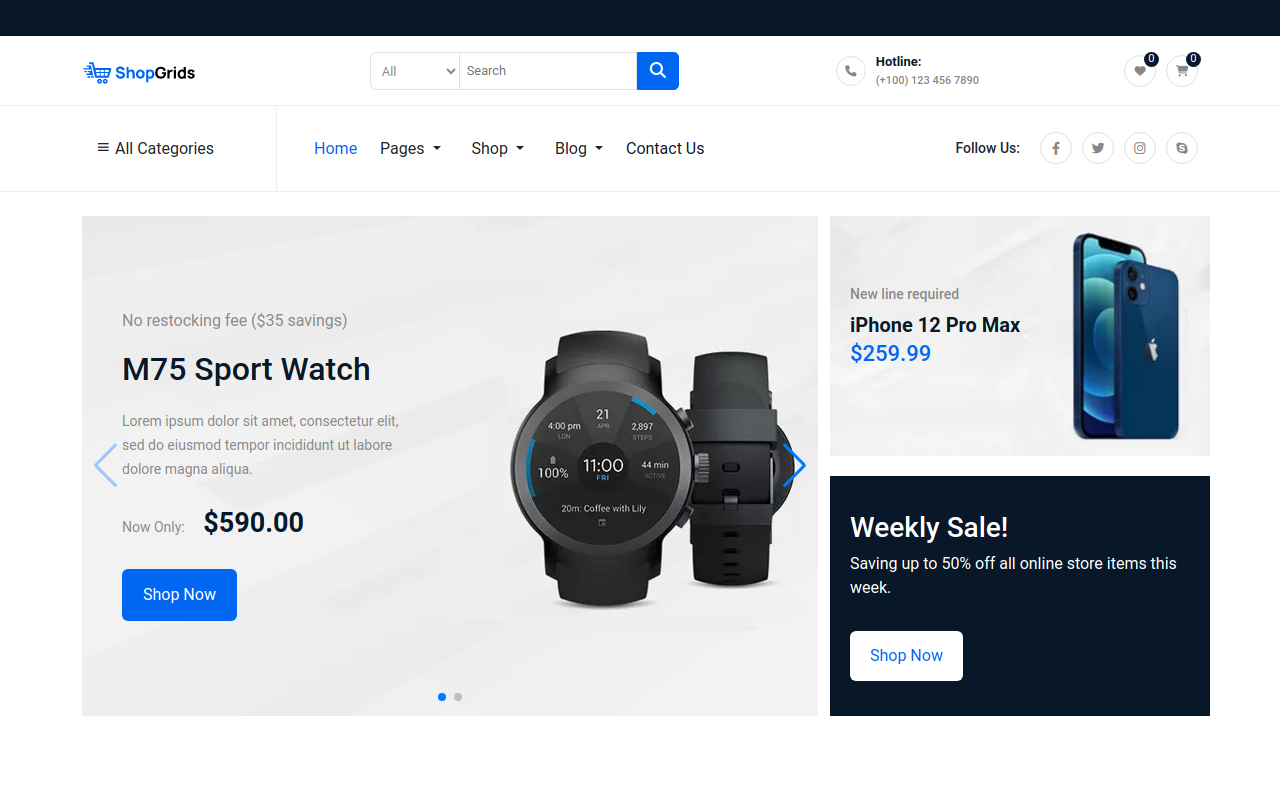 ShopGrids
All
Search
Hotline:
(+100) 123 456 7890
0
0
All Categories
Home
Pages
Shop
Blog
Contact Us
Follow Us:
No restocking fee ($35 savings)
M75 Sport Watch
Lorem ipsum dolor sit amet, consectetur elit,
sed do eiusmod tempor incididunt ut labore
dolore magna aliqua.
Now Only: $590.00
Shop Now
21
APR
4:00 pm
LON
2,897
STEPS
100%
11:00
FRI
44 min
ACTIVE
20m: Coffee with Lily
New line required
iPhone 12 Pro Max
$259.99
Weekly Sale!
Saving up to 50% off all online store items this
week.
Shop Now